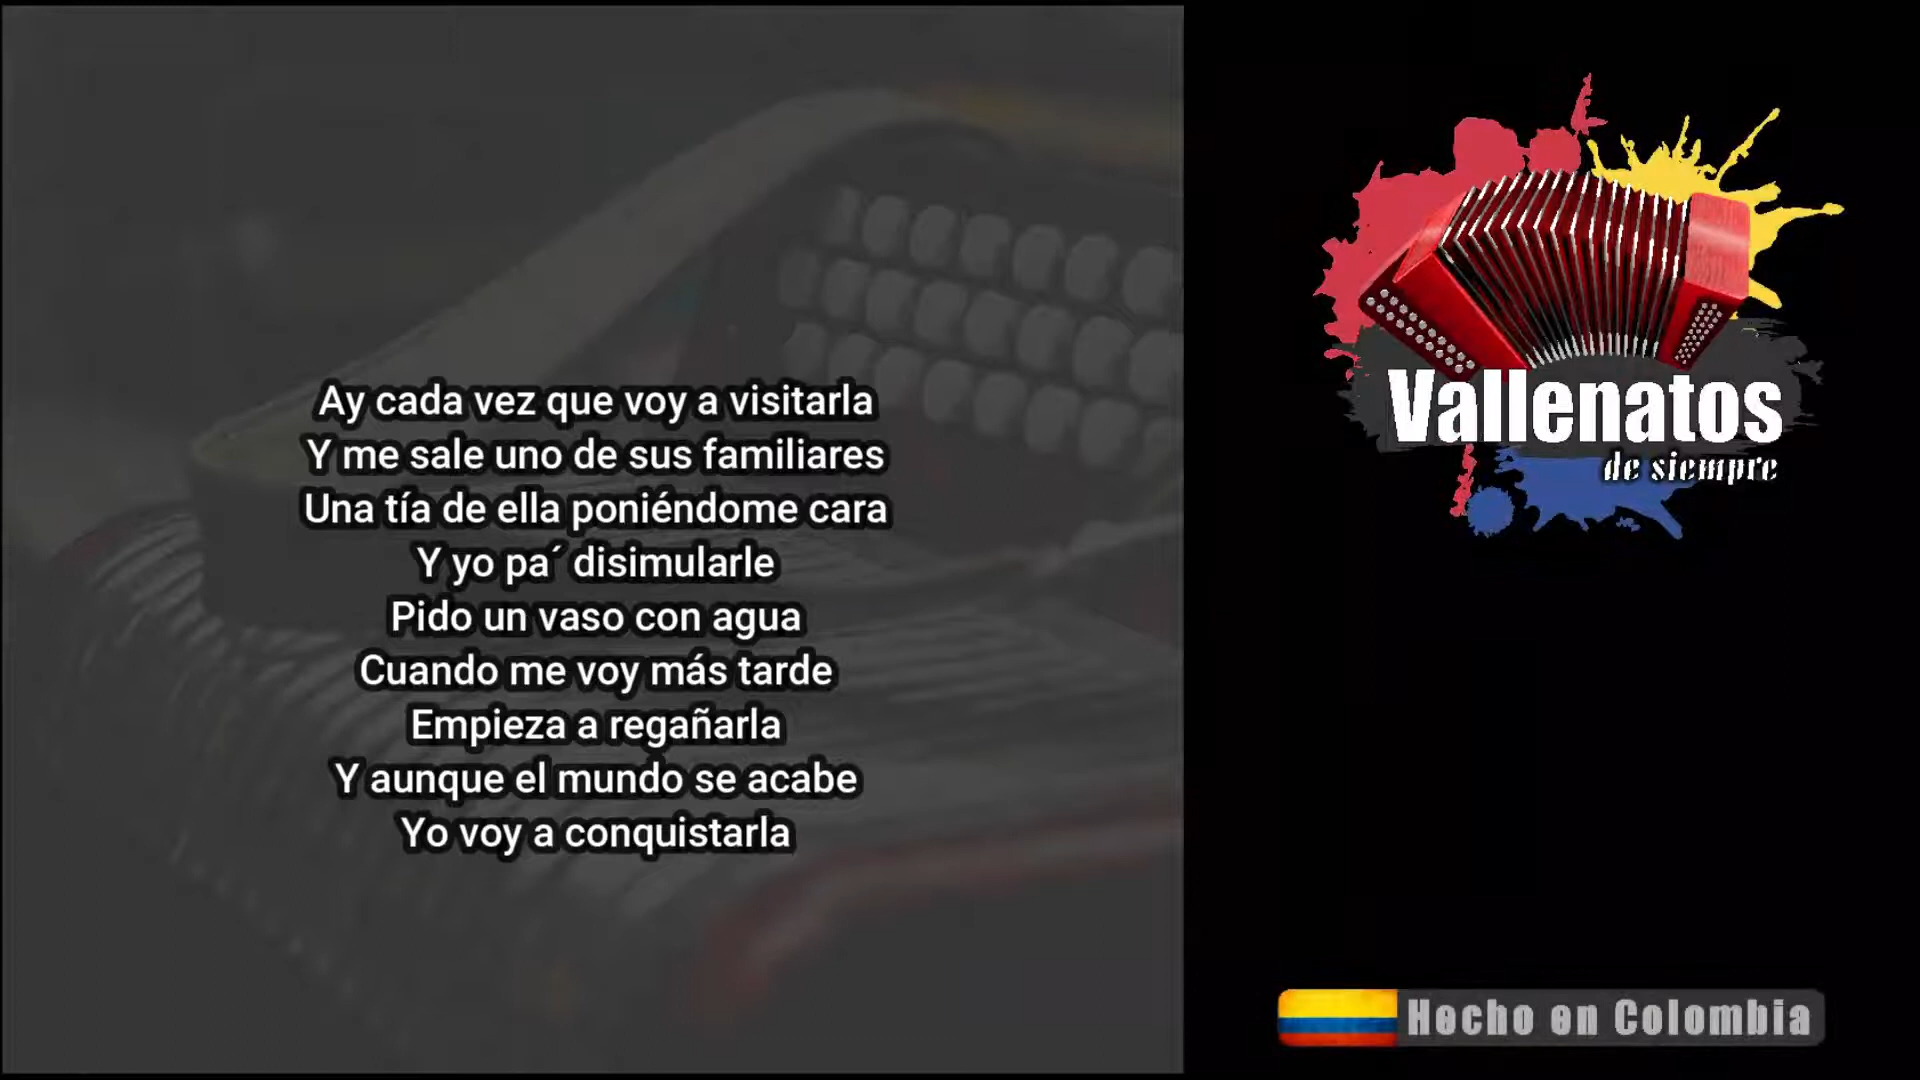 Ay cada vez que voy a visitarla
Y me sale uno de sus familiares
Una tía de ella poniéndome cara
Y yo pa´ disimularle
Pido un vaso con agua
Cuando me voy más tarde
Empieza a regañarla
Y aunque el mundo se acabe
Yo voy a conquistarla
Vallenatos
de siempre
Hecho en Colombia